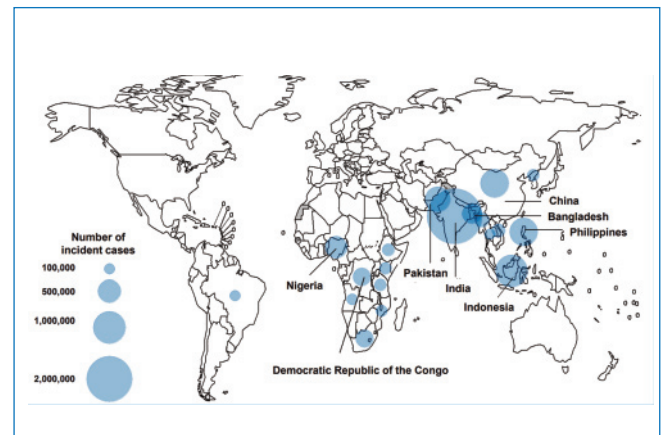 Number of
incident cases
100,000
500,000
1,000,000
2,000,000
China
Bangladesh
Philippines
Pakistan
India
Indonesia
Nigeria
Democratic Republic of the Congo